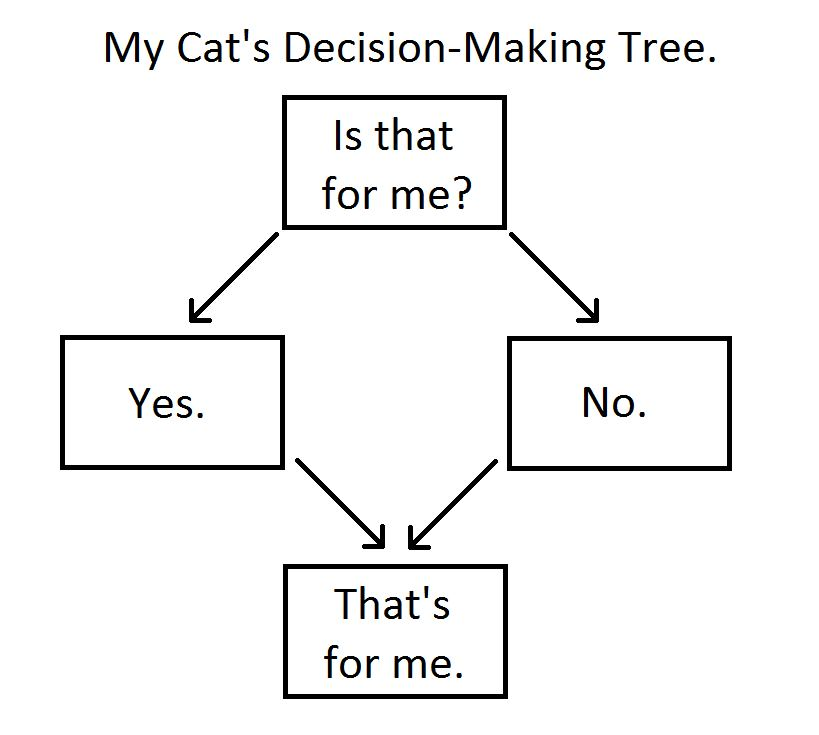 My Cat's Decision-Making Tree.
Is that
for me?
Yes.
No.
That's
for me.